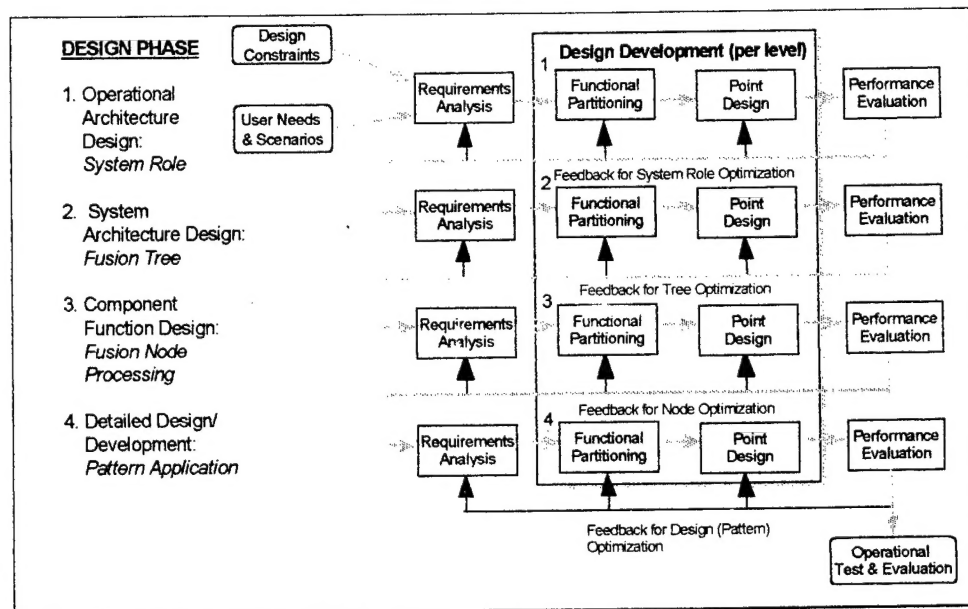 DESIGN PHASE
1. Operational
Architecture
Design:
System Role
2. System
Architecture Design:
Fusion Tree
3. Component
Function Design:
Fusion Node
Processing
4. Detailed Design/
Development:
Pattern Application
Design
Constraints
User Needs
& Scenarios
Design Development (per level)
1
Requirements
Analysis
Functional
Partitioning
Point
Design
Performance
Evaluation
Feedback for System Role Optimization
2
Requirements
Analysis
Functional
Partitioning
Point
Design
Performance
Evaluation
Feedback for Tree Optimization
3
Requirements
Analysis
Functional
Partitioning
Point
Design
Performance
Evaluation
Feedback for Node Optimization
4
Requirements
Analysis
Functional
Partitioning
Point
Design
Performance
Evaluation
Feedback for Design (Pattern)
Optimization
Operational
Test & Evaluation